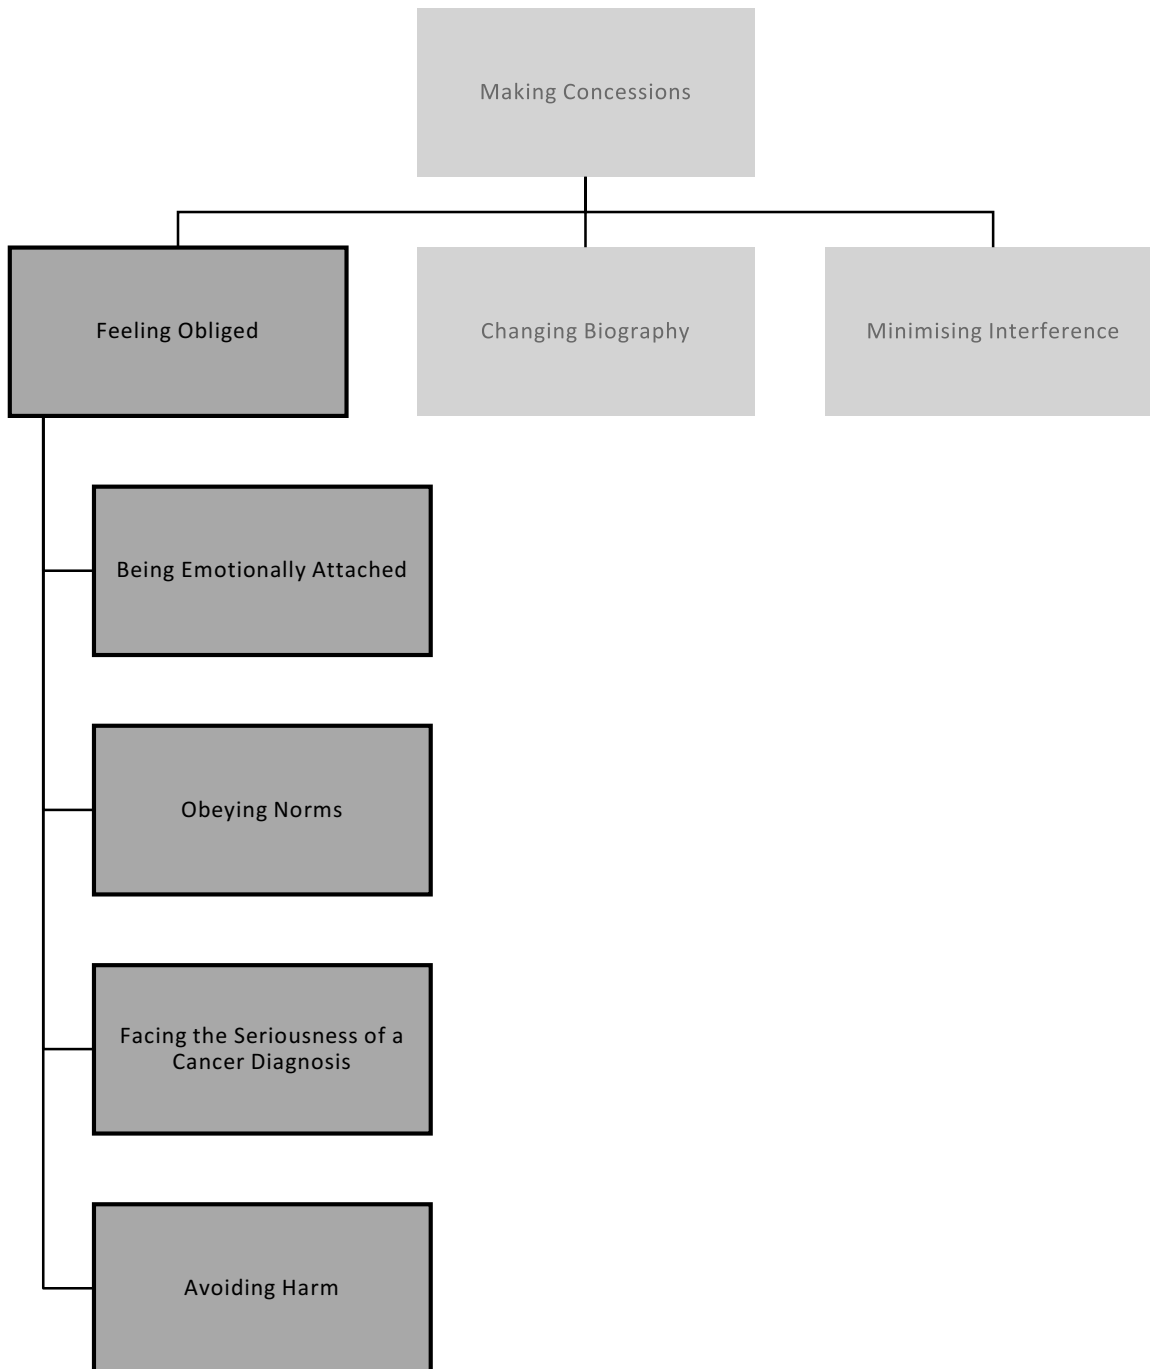 Making Concessions
Feeling Obliged
Changing Biography
Minimising Interference
Being Emotionally Attached
Obeying Norms
Facing the Seriousness of a
Cancer Diagnosis
Avoiding Harm